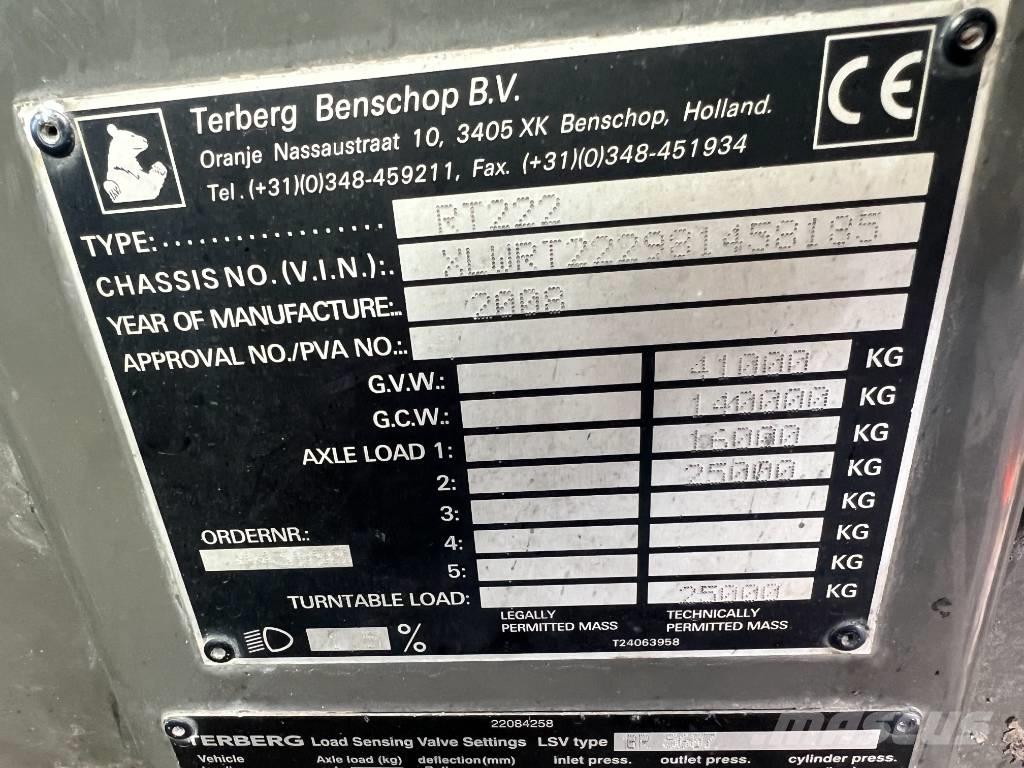 Terberg Benschop B.V.
Oranje Nassaustraat 10, 3405 XK Benschop, Holland.
Tel.(+31)(0)348-459211, Fax. (+31)(0)348-451934
CE
TYPE: RT222
CHASSIS NO. (V.I.N.):. XLWRT222981458185
YEAR OF MANUFACTURE:.. 2008
APPROVAL NO./PVA NO.:.
G.V.W.: 41000 KG
G.C.W.: 140000 KG
AXLE LOAD 1: 16000 KG
2: 25000 KG
3: KG
4: KG
5: KG
ORDERNR.:
TURNTABLE LOAD: 25000 KG
LEGALLY PERMITTED MASS
TECHNICALLY PERMITTED MASS
%
T24063958
22084258
TERBERG Load Sensing Valve Settings LSV type
Vehicle Axle load (kg) deflection(mm) inlet press. outlet press. cylinder press.
mascus